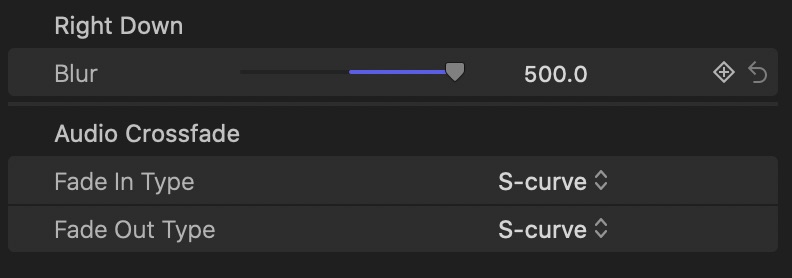 Right Down
Blur 500.0
Audio Crossfade
Fade In Type S-curve
Fade Out Type S-curve